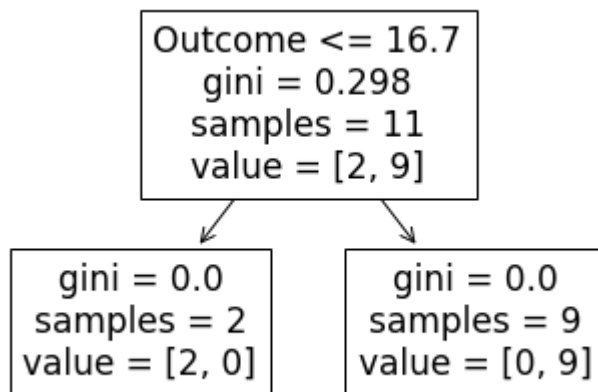 Outcome <= 16.7
gini = 0.298
samples = 11
value = [2, 9]
gini = 0.0
samples = 2
value = [2, 0]
gini = 0.0
samples = 9
value = [0, 9]